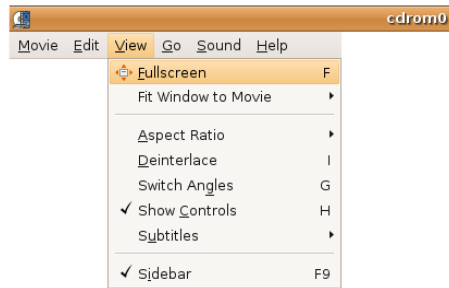 cdrom0
Movie Edit View Go Sound Help
Fullscreen F
Fit Window to Movie
Aspect Ratio
Deinterlace I
Switch Angles G
Show Controls H
Subtitles
Sidebar F9